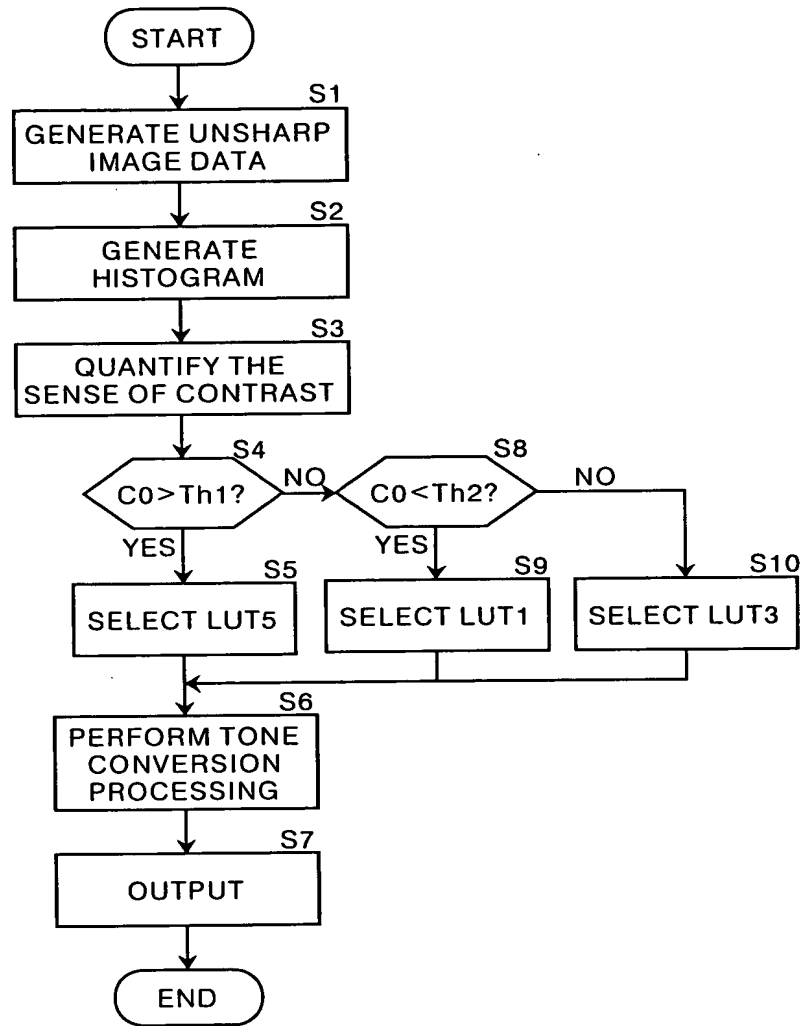 START
S1
GENERATE UNSHARP
IMAGE DATA
S2
GENERATE
HISTOGRAM
S3
QUANTIFY THE
SENSE OF CONTRAST
S4
C0>Th1?
NO
S8
C0<Th2?
NO
YES
S5
SELECT LUT5
YES
S9
SELECT LUT1
S10
SELECT LUT3
S6
PERFORM TONE
CONVERSION
PROCESSING
S7
OUTPUT
END